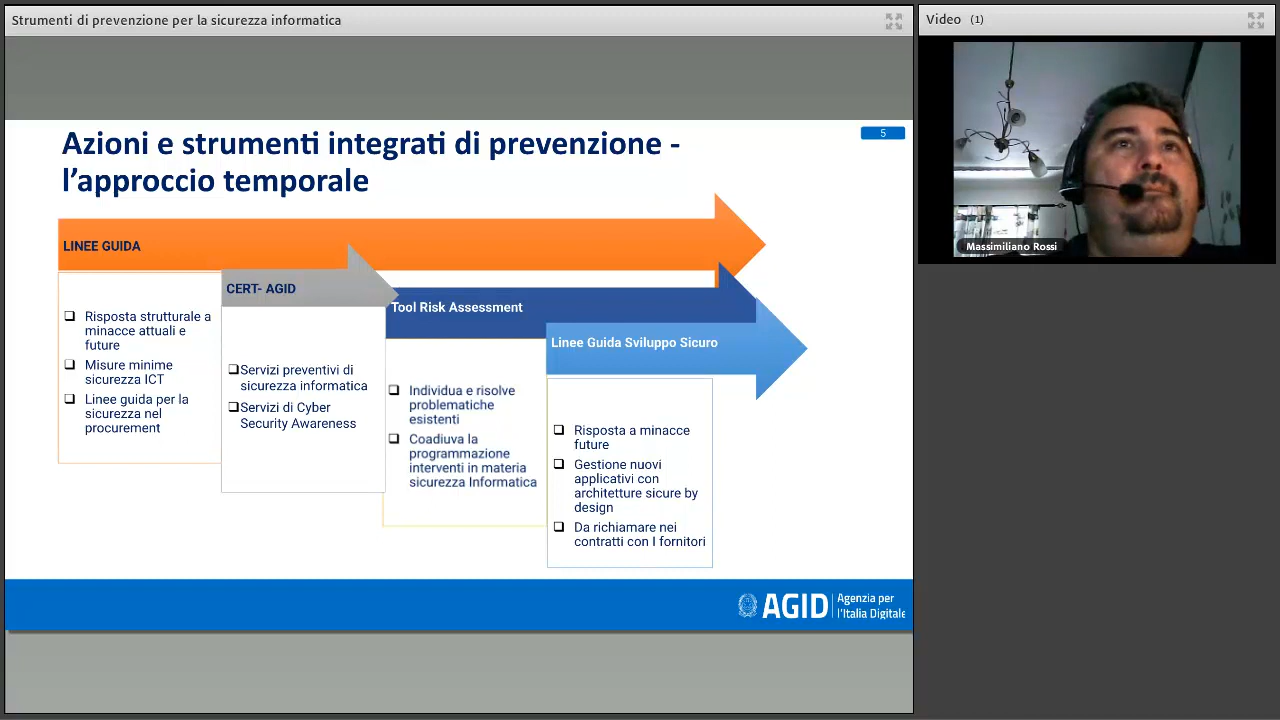 Strumenti di prevenzione per la sicurezza informatica
Video (1)
Massimiliano Rossi
5
Azioni e strumenti integrati di prevenzione -
l’approccio temporale
LINEE GUIDA
Risposta strutturale a
minacce attuali e
future
Misure minime
sicurezza ICT
Linee guida per la
sicurezza nel
procurement
CERT- AGID
Servizi preventivi di
sicurezza informatica
Servizi di Cyber
Security Awareness
Tool Risk Assessment
Individua e risolve
problematiche
esistenti
Coadiuva la
programmazione
interventi in materia
sicurezza Informatica
Linee Guida Sviluppo Sicuro
Risposta a minacce
future
Gestione nuovi
applicativi con
architetture sicure by
design
Da richiamare nei
contratti con I fornitori
AGID
Agenzia per
l'Italia Digitale